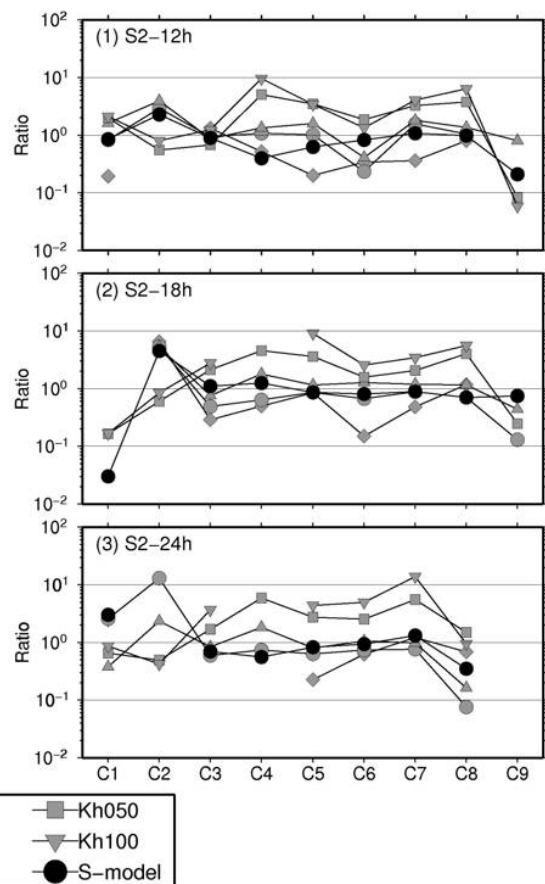 (1) S2−12h
Ratio
10²
10¹
10⁰
10⁻¹
10⁻²
(2) S2−18h
Ratio
10²
10¹
10⁰
10⁻¹
10⁻²
(3) S2−24h
Ratio
10²
10¹
10⁰
10⁻¹
10⁻²
C1 C2 C3 C4 C5 C6 C7 C8 C9
Kh050
Kh100
S−model